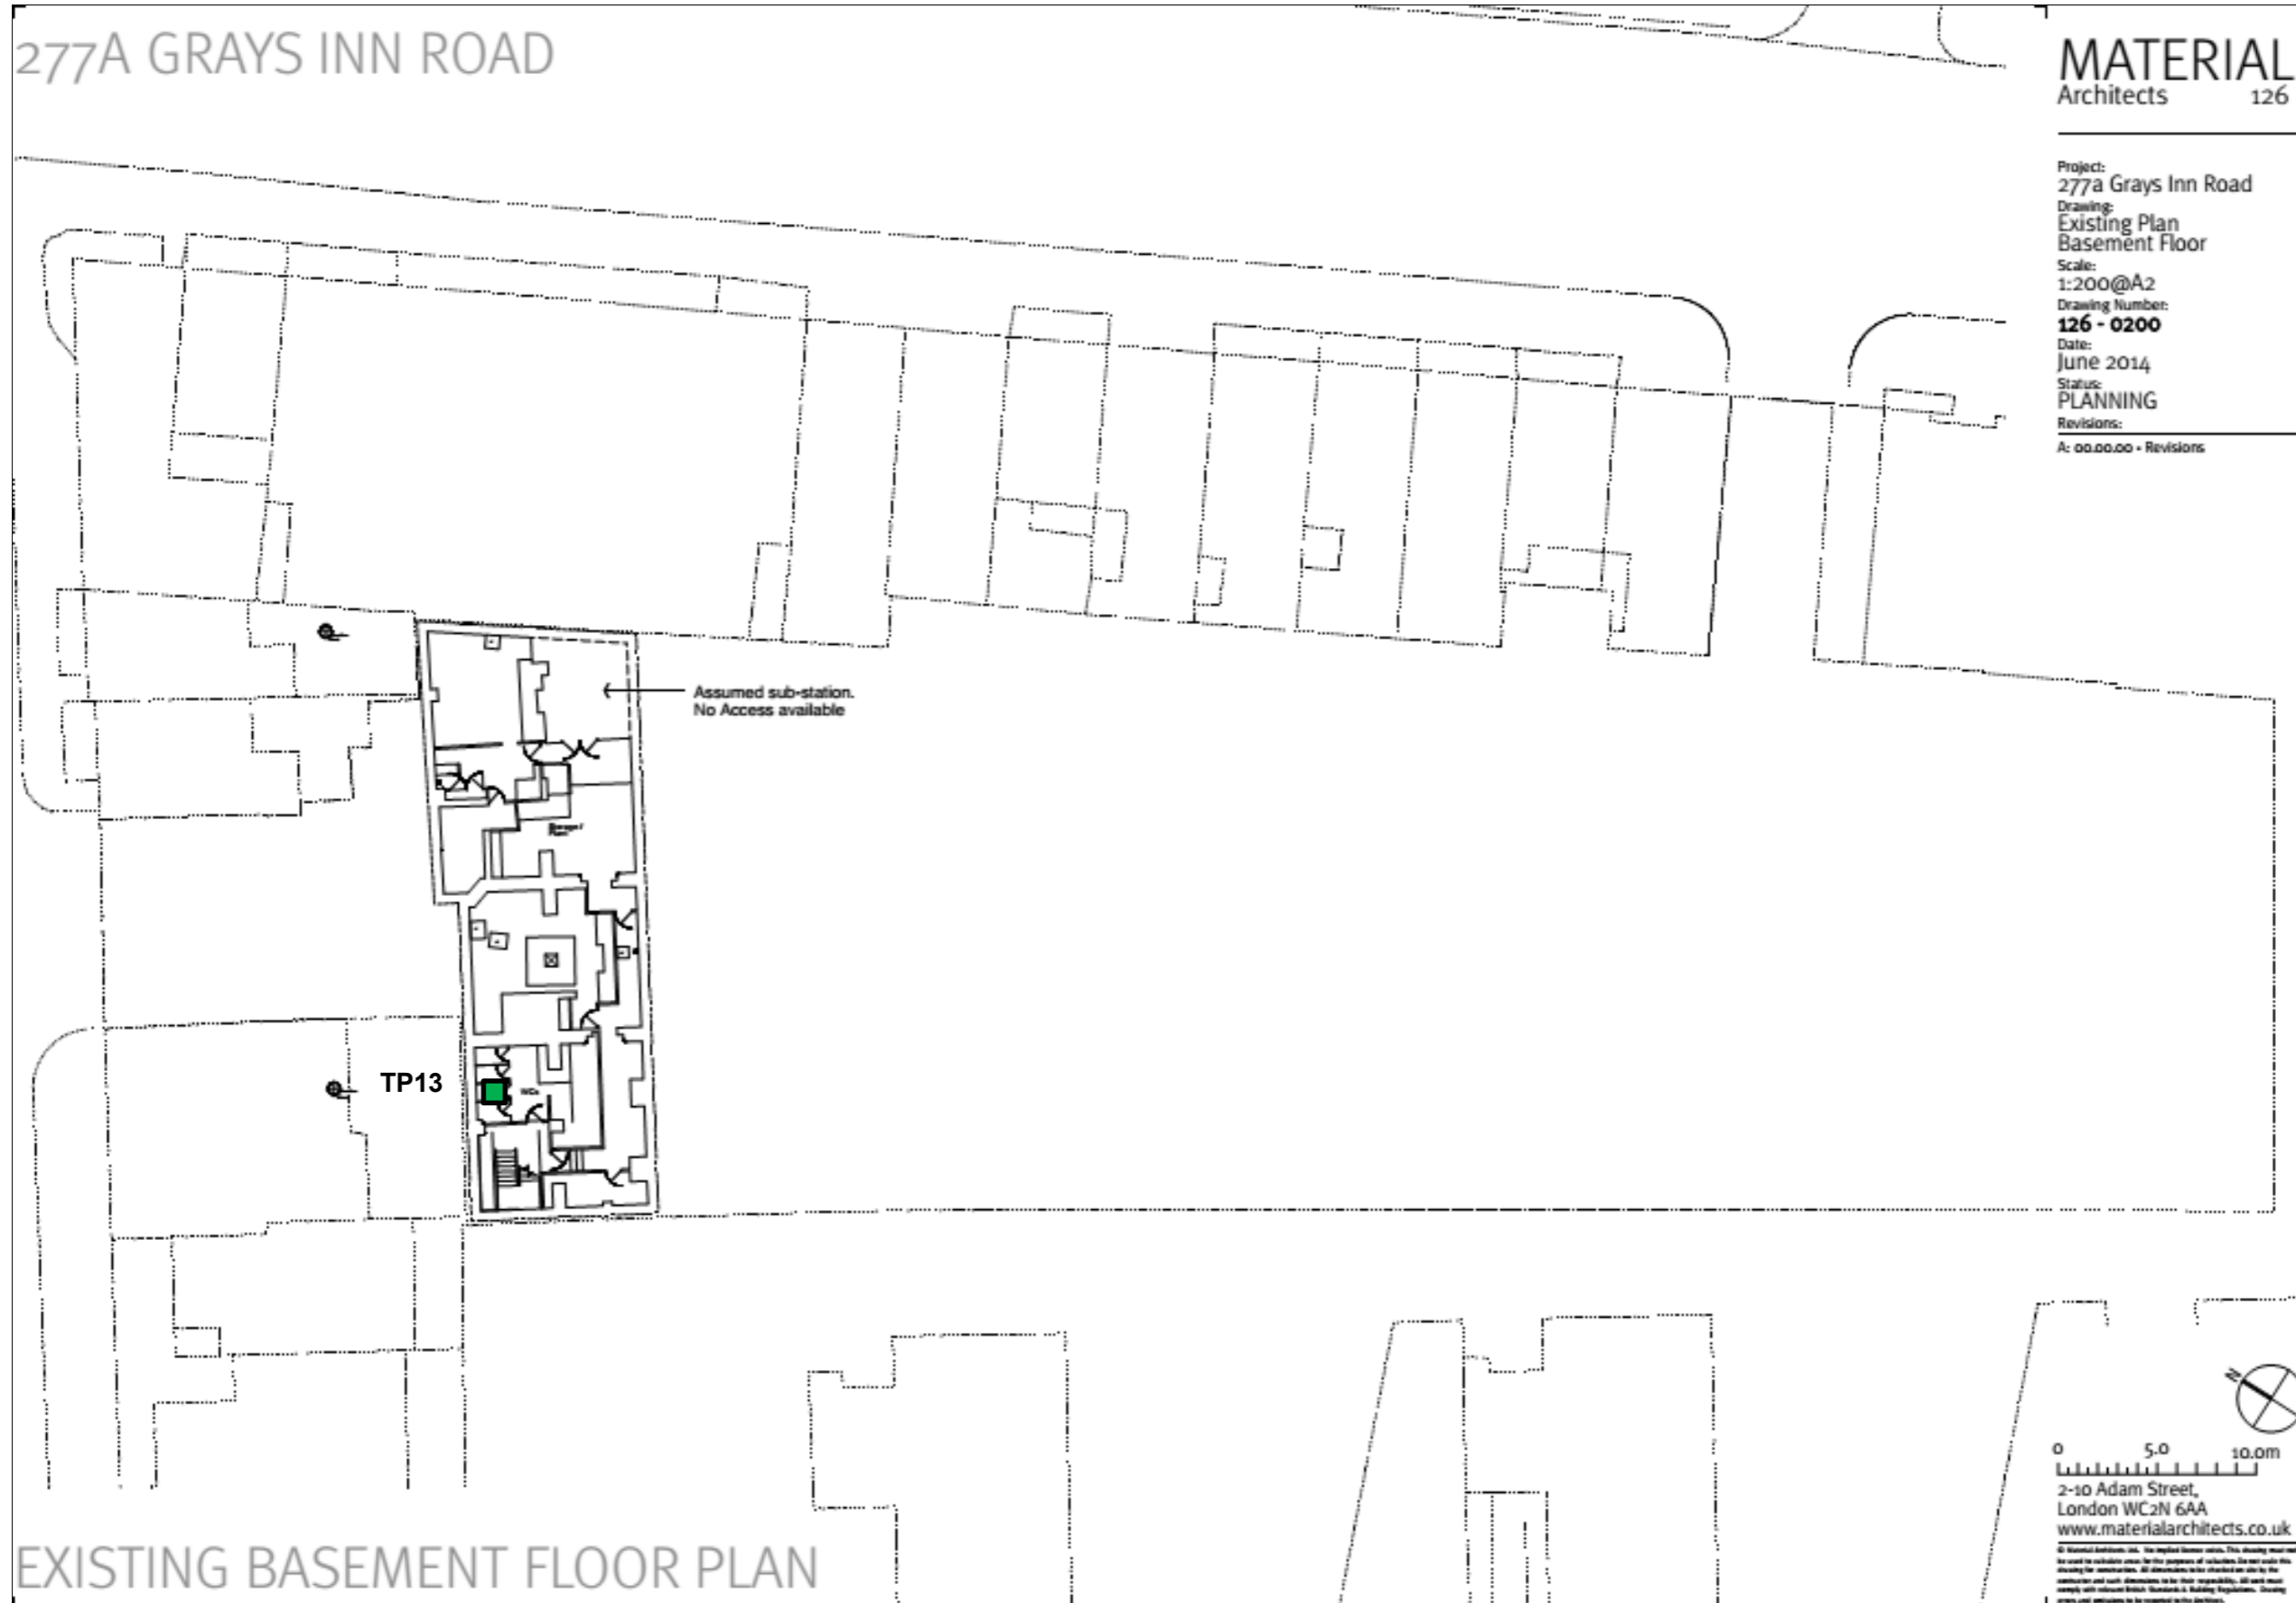 277A GRAYS INN ROAD
MATERIAL
Architects 126
Project:
277a Grays Inn Road
Drawing:
Existing Plan
Basement Floor
Scale:
1:200@A2
Drawing Number:
126 - 0200
Date:
June 2014
Status:
PLANNING
Revisions:
A: 00.00.00 - Revisions
Assumed sub-station.
No Access available
TP13
WCs
N
0 5.0 10.0m
2-10 Adam Street,
London WC2N 6AA
www.materialarchitects.co.uk
EXISTING BASEMENT FLOOR PLAN